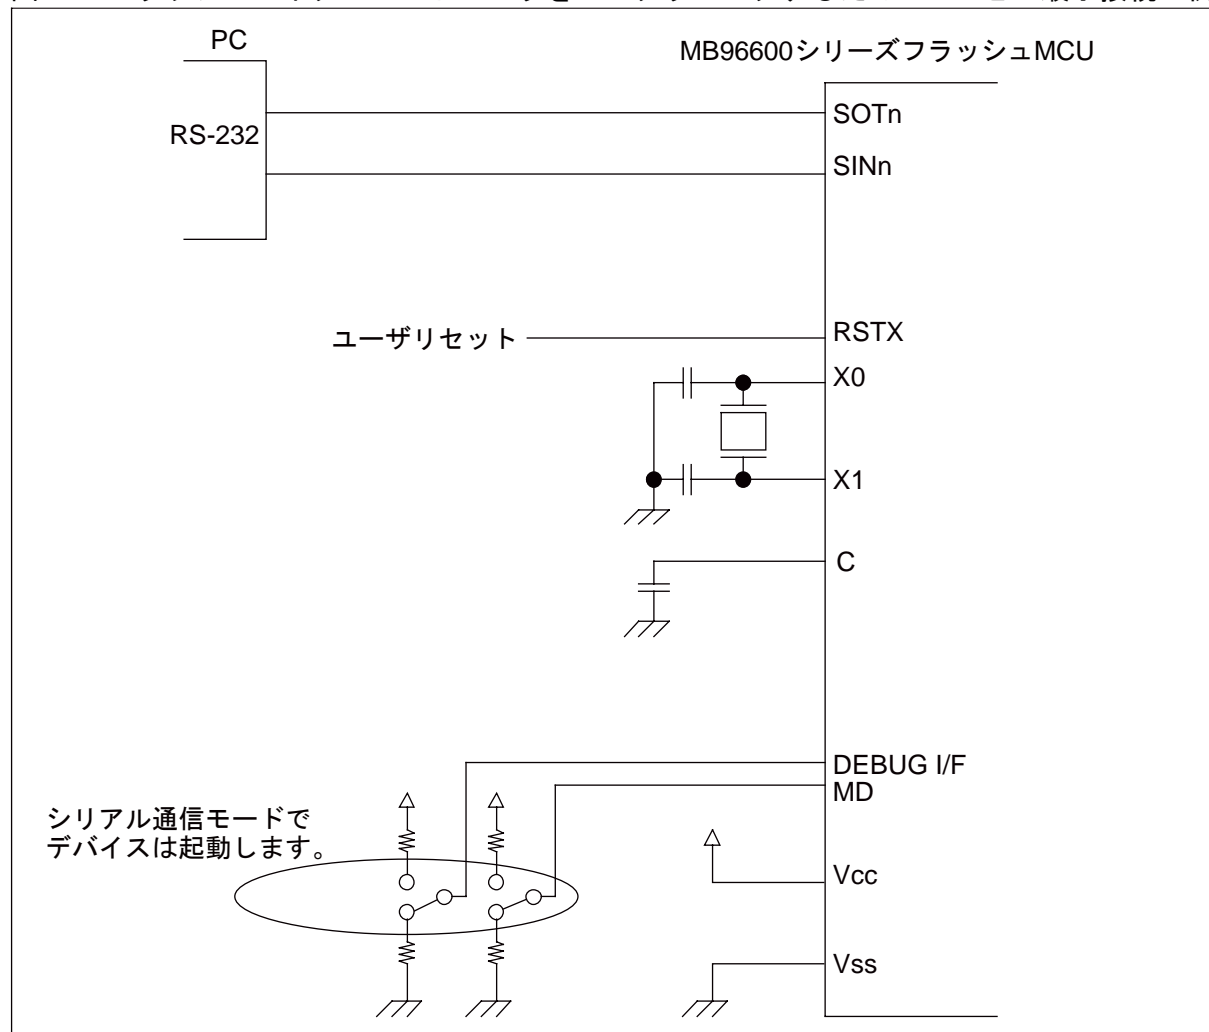 PC
MB96600シリーズフラッシュMCU
RS-232
SOTn
SINn
ユーザリセット
RSTX
X0
X1
C
DEBUG I/F
MD
シリアル通信モードで
デバイスは起動します。
Vcc
Vss